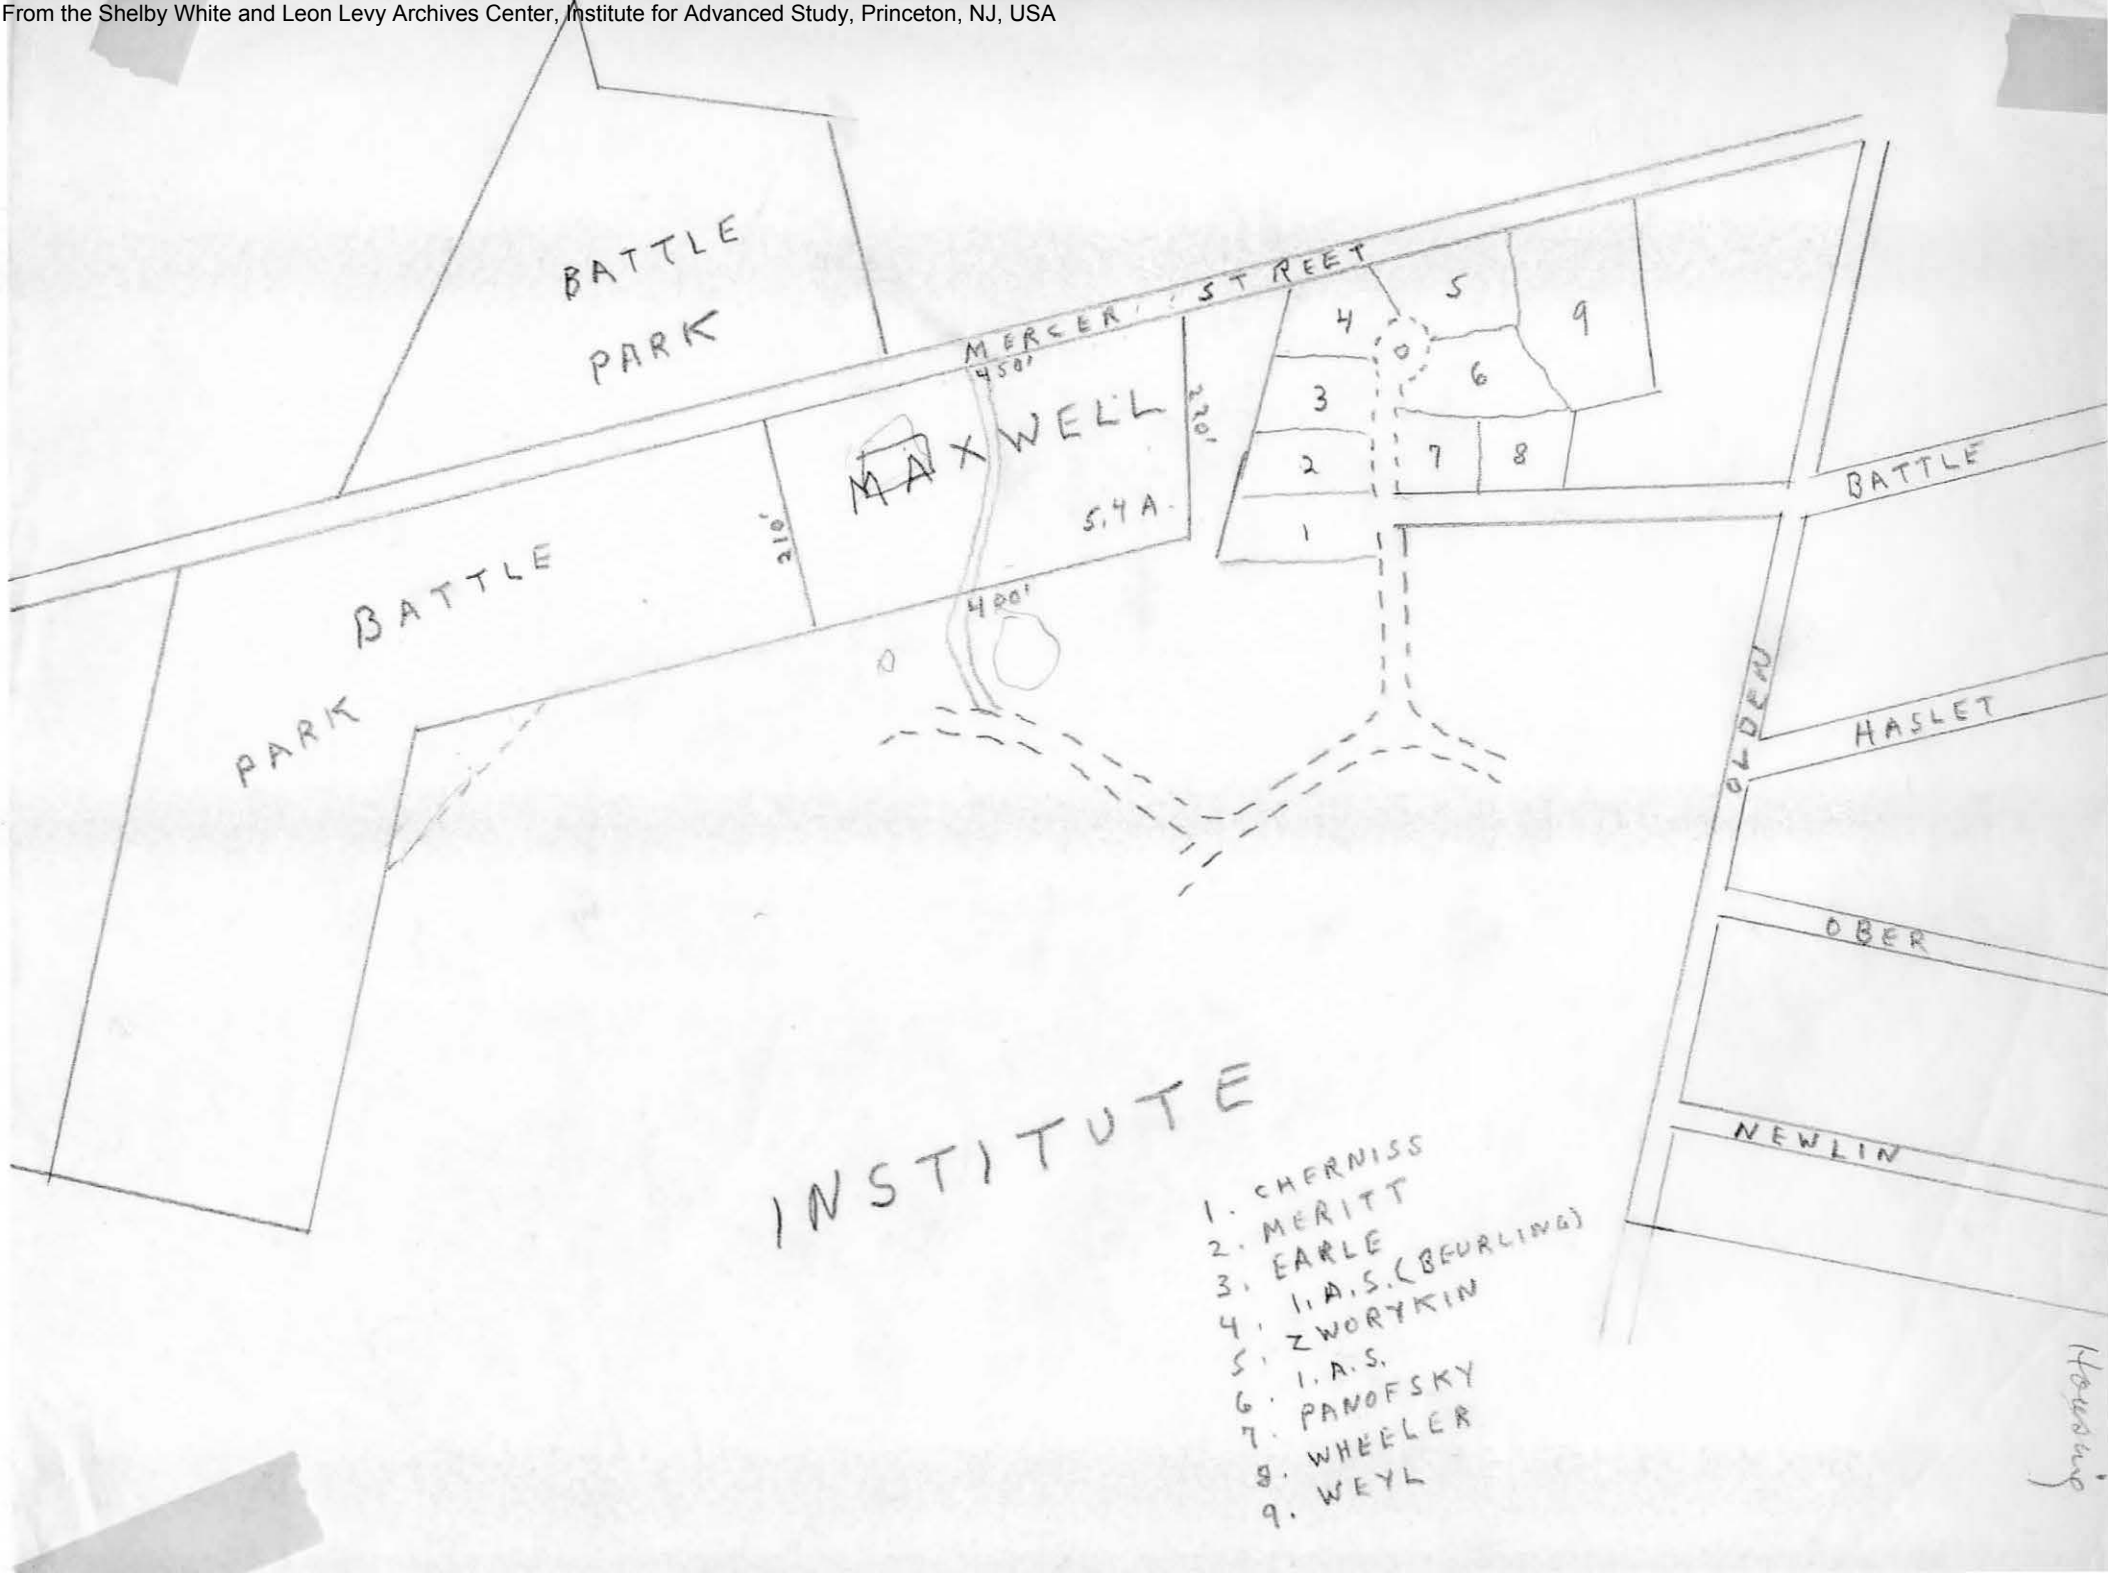 From the Shelby White and Leon Levy Archives Center, Institute for Advanced Study, Princeton, NJ, USA
BATTLE
PARK
MERCER STREET
450'
MAXWELL
220'
5.4 A.
210'
400'
BATTLE
PARK
4
5
9
3
6
2
7
8
1
BATTLE
OLDEN
HASLET
OBER
NEWLIN
INSTITUTE
1. CHERNISS
2. MERITT
3. EARLE
4. I.A.S. (BEURLING)
5. ZWORYKIN
6. I.A.S.
7. PANOFSKY
8. WHEELER
9. WEYL
Housing